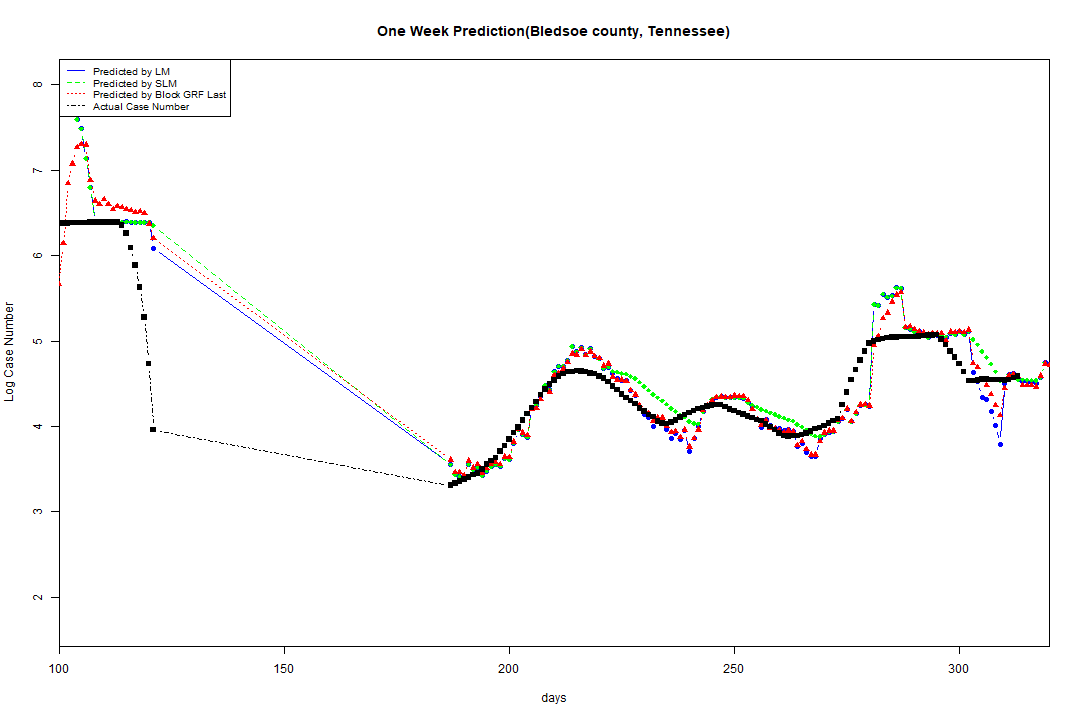 One Week Prediction(Bledsoe county, Tennessee)
Predicted by LM
Predicted by SLM
Predicted by Block GRF Last
Actual Case Number
Log Case Number
8
7
6
5
4
3
2
100 150 200 250 300
days